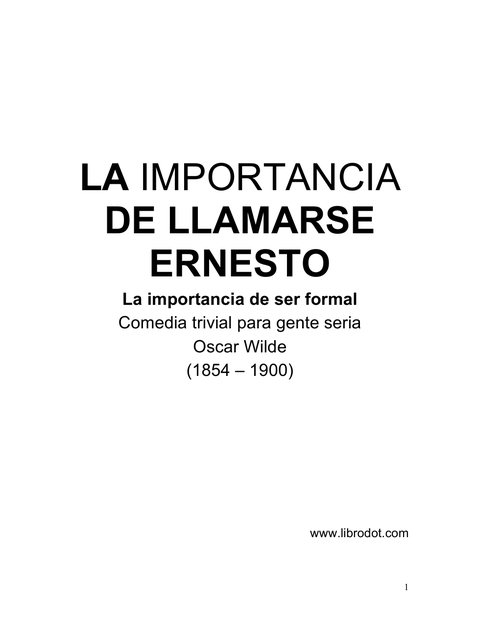 LA IMPORTANCIA
DE LLAMARSE
ERNESTO
La importancia de ser formal
Comedia trivial para gente seria
Oscar Wilde
(1854 – 1900)
www.librodot.com
1